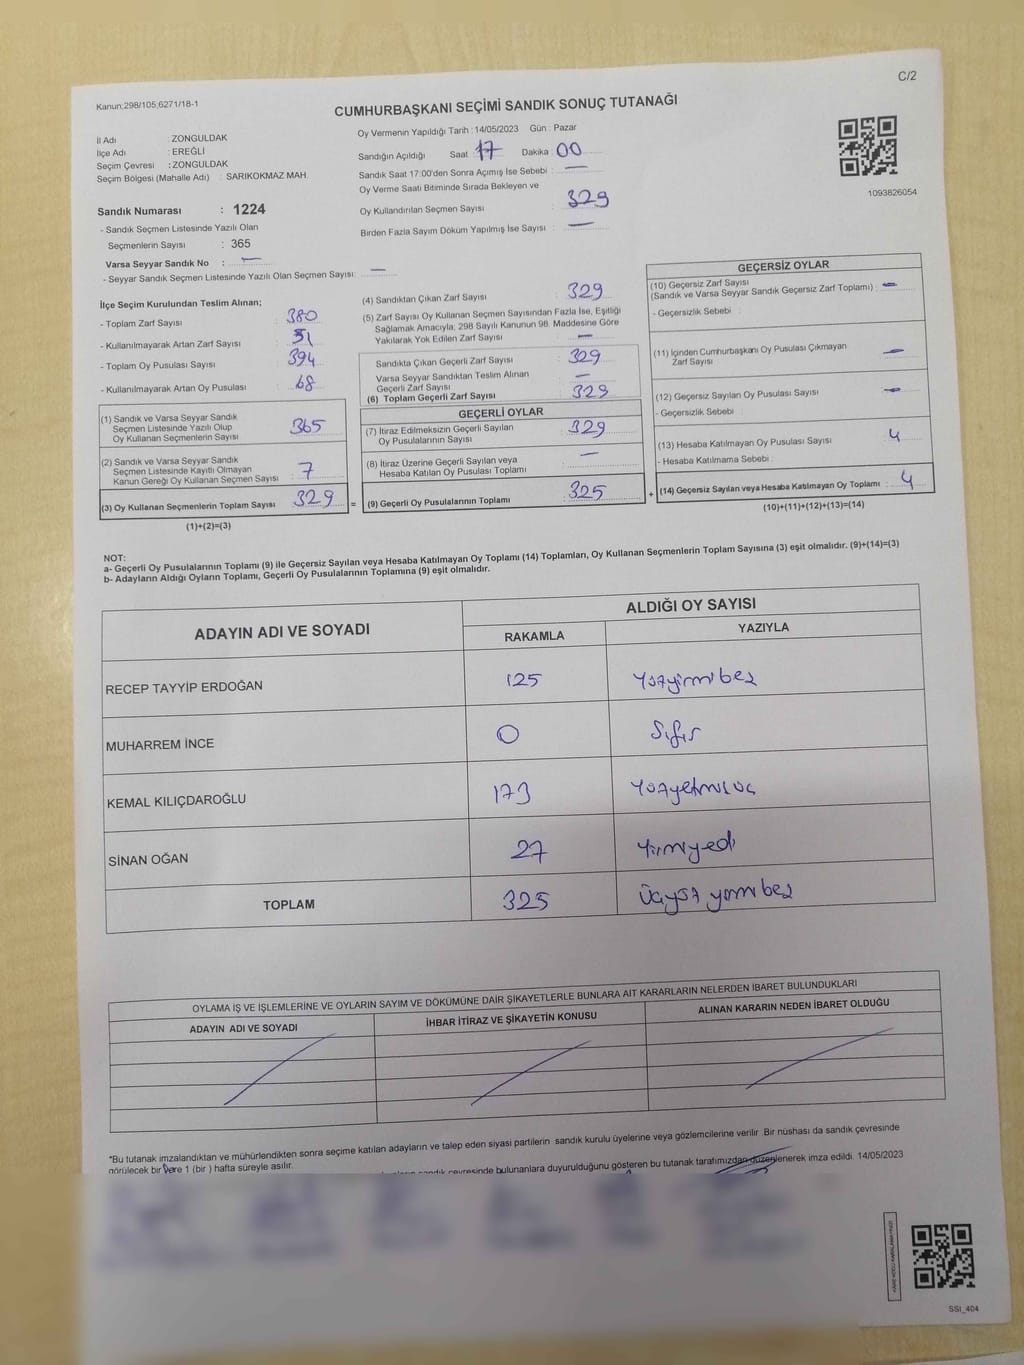 C/2
Kanun:298/105;6271/18-1
CUMHURBAŞKANI SEÇİMİ SANDIK SONUÇ TUTANAĞI
İl Adı : ZONGULDAK
İlçe Adı : EREĞLİ
Seçim Çevresi : ZONGULDAK
Seçim Bölgesi (Mahalle Adı) : SARIKOKMAZ MAH.
Sandık Numarası : 1224
- Sandık Seçmen Listesinde Yazılı Olan
Seçmenlerin Sayısı : 365
Varsa Seyyar Sandık No : —
- Seyyar Sandık Seçmen Listesinde Yazılı Olan Seçmen Sayısı: —
Oy Vermenin Yapıldığı Tarih : 14/05/2023 Gün : Pazar
Sandığın Açıldığı Saat : 17 Dakika : 00
Sandık Saat 17:00'den Sonra Açımış İse Sebebi : —
Oy Verme Saati Bitiminde Sırada Bekleyen ve
Oy Kullandırılan Seçmen Sayısı : 329
Birden Fazla Sayım Döküm Yapılmış İse Sayısı : —
1093826054
İlçe Seçim Kurulundan Teslim Alınan;
- Toplam Zarf Sayısı : 380
- Kullanılmayarak Artan Zarf Sayısı : 51
- Toplam Oy Pusulası Sayısı : 394
- Kullanılmayarak Artan Oy Pusulası : 68
(1) Sandık ve Varsa Seyyar Sandık
Seçmen Listesinde Yazılı Olup
Oy Kullanan Seçmenlerin Sayısı : 365
(2) Sandık ve Varsa Seyyar Sandık
Seçmen Listesinde Kayıtlı Olmayan
Kanun Gereği Oy Kullanan Seçmen Sayısı : 7
(3) Oy Kullanan Seçmenlerin Toplam Sayısı : 329 =
(1)+(2)=(3)
(4) Sandıktan Çıkan Zarf Sayısı : 329
(5) Zarf Sayısı Oy Kullanan Seçmen Sayısından Fazla İse, Eşitliği
Sağlamak Amacıyla; 298 Sayılı Kanunun 98. Maddesine Göre
Yakılarak Yok Edilen Zarf Sayısı : —
Sandıkta Çıkan Geçerli Zarf Sayısı : 329
Varsa Seyyar Sandıktan Teslim Alınan
Geçerli Zarf Sayısı : —
(6) Toplam Geçerli Zarf Sayısı : 329
GEÇERLİ OYLAR
(7) İtiraz Edilmeksizin Geçerli Sayılan
Oy Pusulalarının Sayısı : 329
(8) İtiraz Üzerine Geçerli Sayılan veya
Hesaba Katılan Oy Pusulası Toplamı : —
(9) Geçerli Oy Pusulalarının Toplamı : 325 +
GEÇERSİZ OYLAR
(10) Geçersiz Zarf Sayısı
(Sandık ve Varsa Seyyar Sandık Geçersiz Zarf Toplamı) : —
- Geçersizlik Sebebi :
(11) İçinden Cumhurbaşkanı Oy Pusulası Çıkmayan
Zarf Sayısı : —
(12) Geçersiz Sayılan Oy Pusulası Sayısı : —
- Geçersizlik Sebebi :
(13) Hesaba Katılmayan Oy Pusulası Sayısı : 4
- Hesaba Katılmama Sebebi :
(14) Geçersiz Sayılan veya Hesaba Katılmayan Oy Toplamı : 4
(10)+(11)+(12)+(13)=(14)
NOT:
a- Geçerli Oy Pusulalarının Toplamı (9) ile Geçersiz Sayılan veya Hesaba Katılmayan Oy Toplamı (14) Toplamları, Oy Kullanan Seçmenlerin Toplam Sayısına (3) eşit olmalıdır. (9)+(14)=(3)
b- Adayların Aldığı Oyların Toplamı, Geçerli Oy Pusulalarının Toplamına (9) eşit olmalıdır.
ADAYIN ADI VE SOYADI ALDIĞI OY SAYISI
RAKAMLA YAZIYLA
RECEP TAYYİP ERDOĞAN 125 Yüzyirmibeş
MUHARREM İNCE 0 Sıfır
KEMAL KILIÇDAROĞLU 173 Yüzyetmişüç
SİNAN OĞAN 27 Yirmiyedi
TOPLAM 325 Üçyüz yirmibeş
OYLAMA İŞ VE İŞLEMLERİNE VE OYLARIN SAYIM VE DÖKÜMÜNE DAİR ŞİKAYETLERLE BUNLARA AİT KARARLARIN NELERDEN İBARET BULUNDUKLARI
ADAYIN ADI VE SOYADI İHBAR İTİRAZ VE ŞİKAYETİN KONUSU ALINAN KARARIN NEDEN İBARET OLDUĞU
*Bu tutanak imzalandıktan ve mühürlendikten sonra seçime katılan adayların ve talep eden siyasi partilerin sandık kurulu üyelerine veya gözlemcilerine verilir. Bir nüshası da sandık çevresinde
görülecek bir yere 1 (bir ) hafta süreyle asılır.
sandık çevresinde bulunanlara duyurulduğunu gösteren bu tutanak tarafımızdan düzenlenerek imza edildi. 14/05/2023
SSI_404